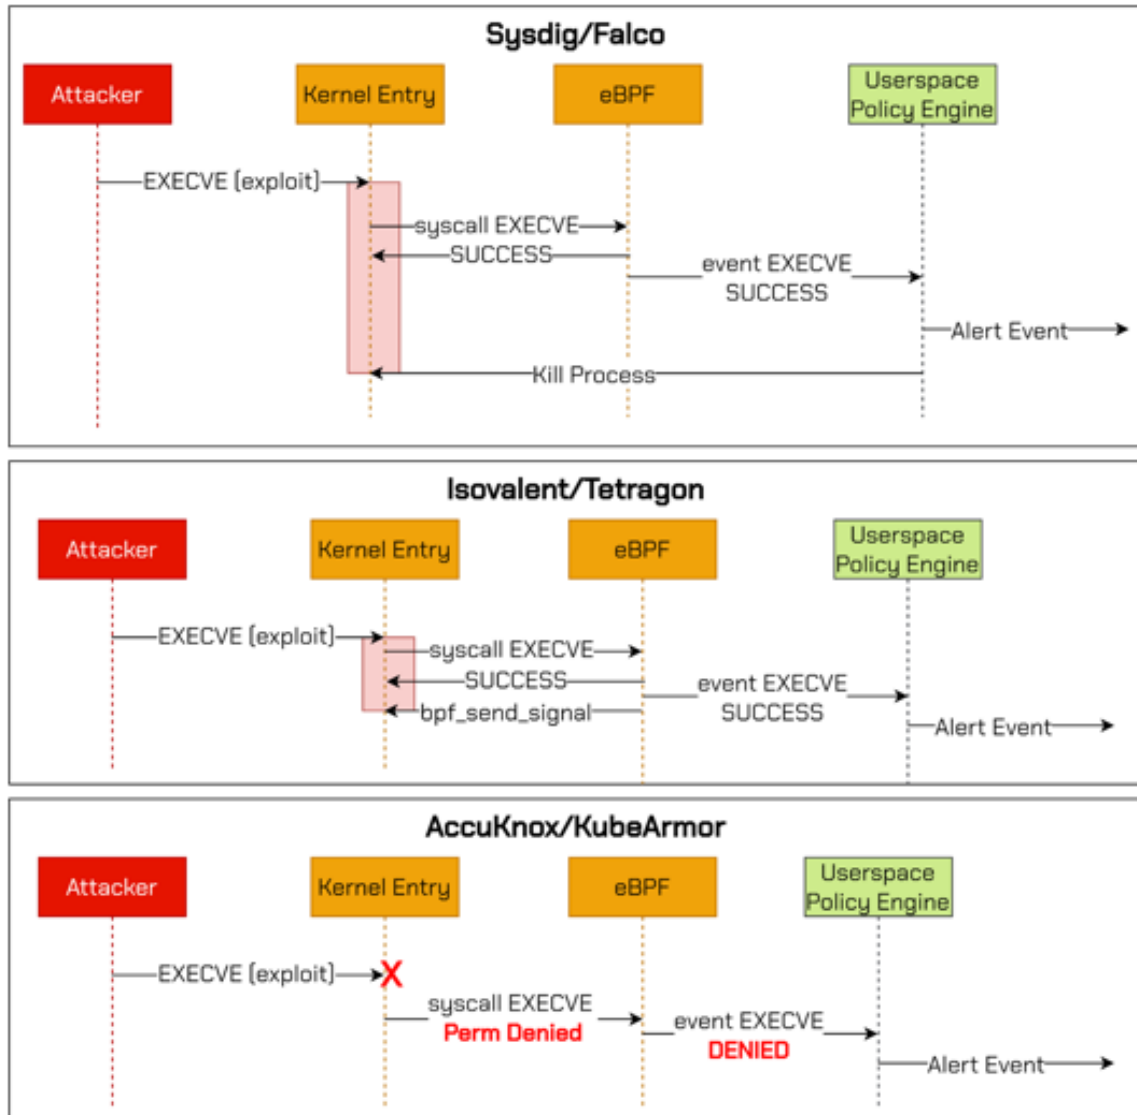 Sysdig/Falco
Attacker
Kernel Entry
eBPF
Userspace
Policy Engine
EXECVE (exploit)
syscall EXECVE
SUCCESS
event EXECVE
SUCCESS
Alert Event
Kill Process
Isovalent/Tetragon
Attacker
Kernel Entry
eBPF
Userspace
Policy Engine
EXECVE (exploit)
syscall EXECVE
SUCCESS
event EXECVE
SUCCESS
bpf_send_signal
Alert Event
AccuKnox/KubeArmor
Attacker
Kernel Entry
eBPF
Userspace
Policy Engine
EXECVE (exploit)
X
syscall EXECVE
Perm Denied
event EXECVE
DENIED
Alert Event